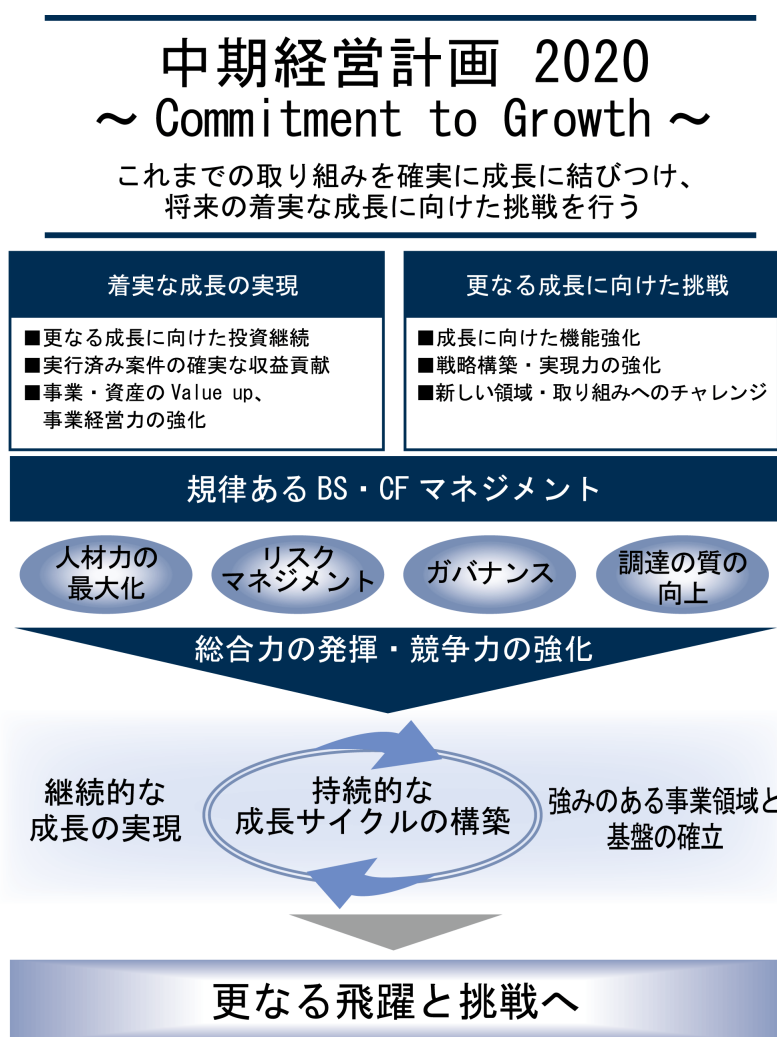 中期経営計画 2020
～ Commitment to Growth ～
これまでの取り組みを確実に成長に結びつけ、
将来の着実な成長に向けた挑戦を行う
着実な成長の実現
■更なる成長に向けた投資継続
■実行済み案件の確実な収益貢献
■事業・資産の Value up、
事業経営力の強化
更なる成長に向けた挑戦
■成長に向けた機能強化
■戦略構築・実現力の強化
■新しい領域・取り組みへのチャレンジ
規律ある BS・CF マネジメント
人材力の
最大化
リスク
マネジメント
ガバナンス
調達の質の
向上
総合力の発揮・競争力の強化
継続的な
成長の実現
持続的な
成長サイクルの構築
強みのある事業領域と
基盤の確立
更なる飛躍と挑戦へ